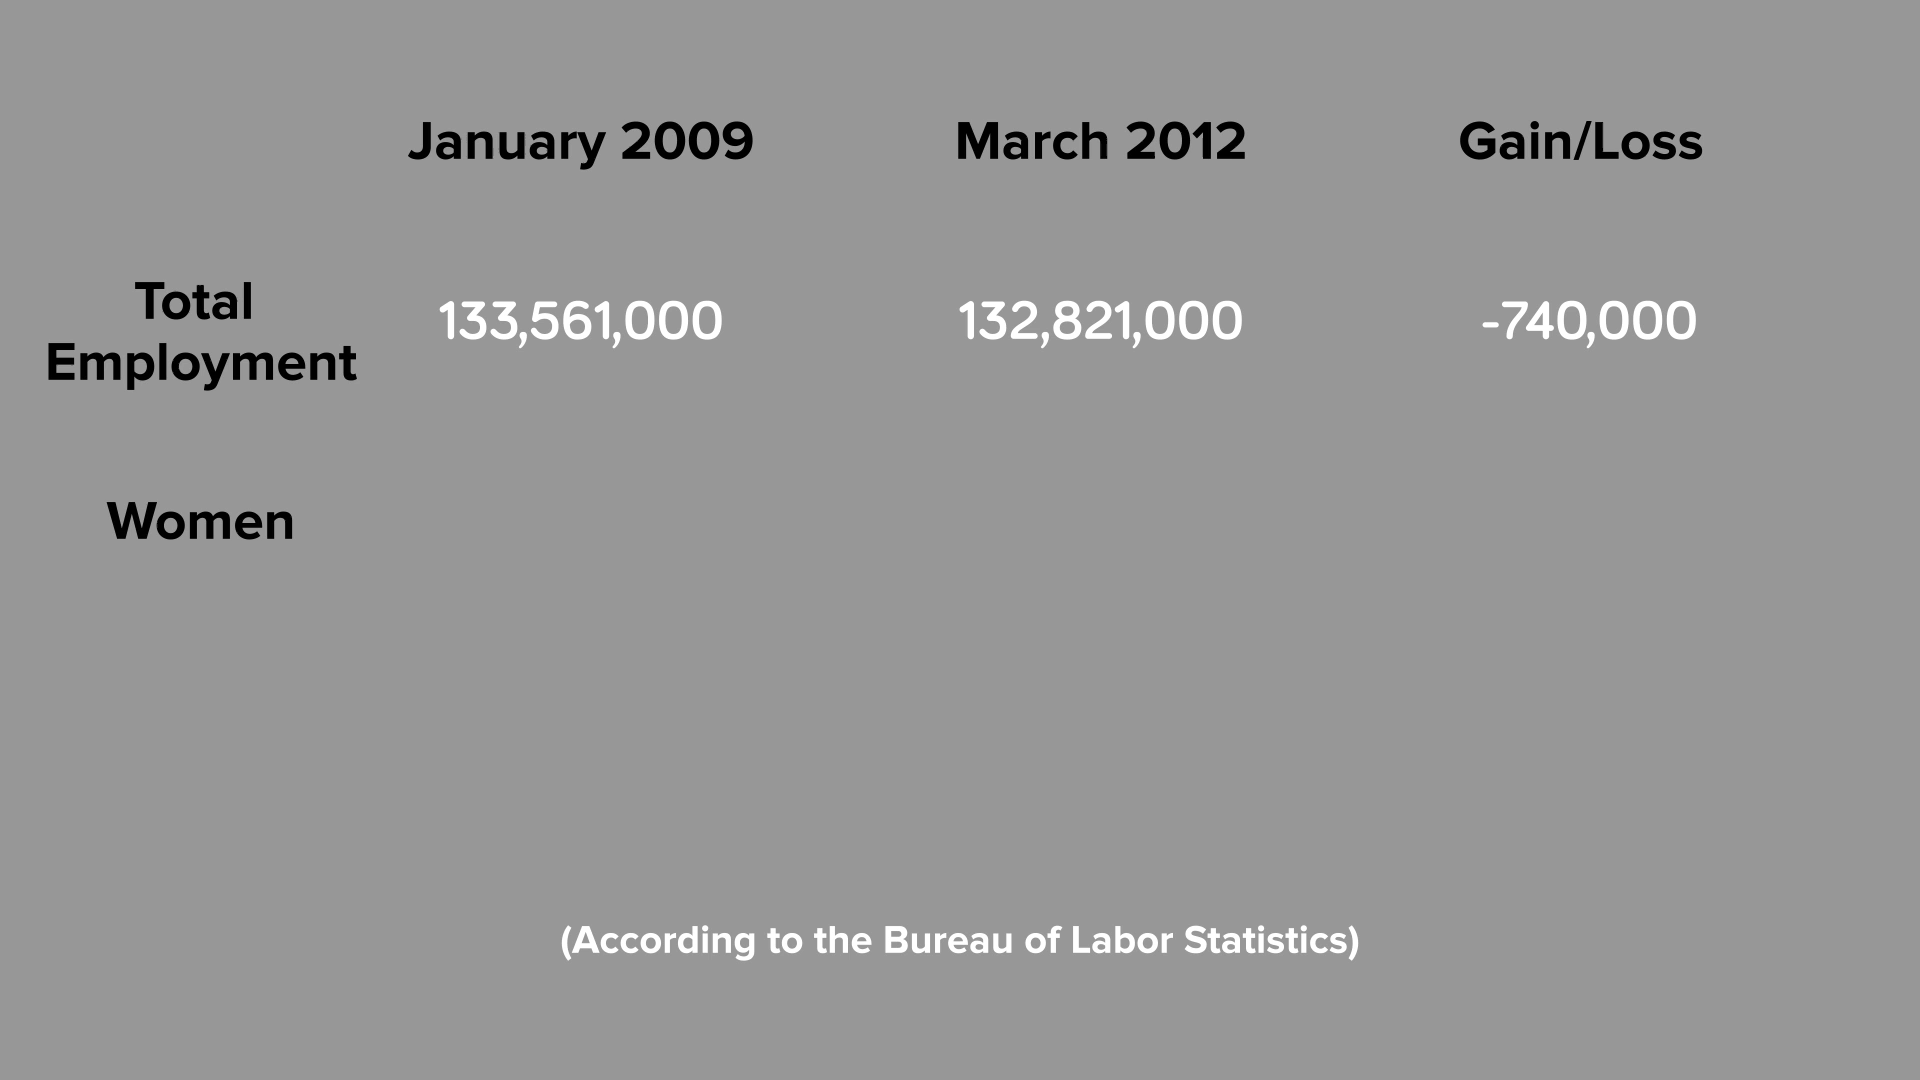 January 2009 March 2012 Gain/Loss
Total
Employment
133,561,000 132,821,000 -740,000
Women
(According to the Bureau of Labor Statistics)